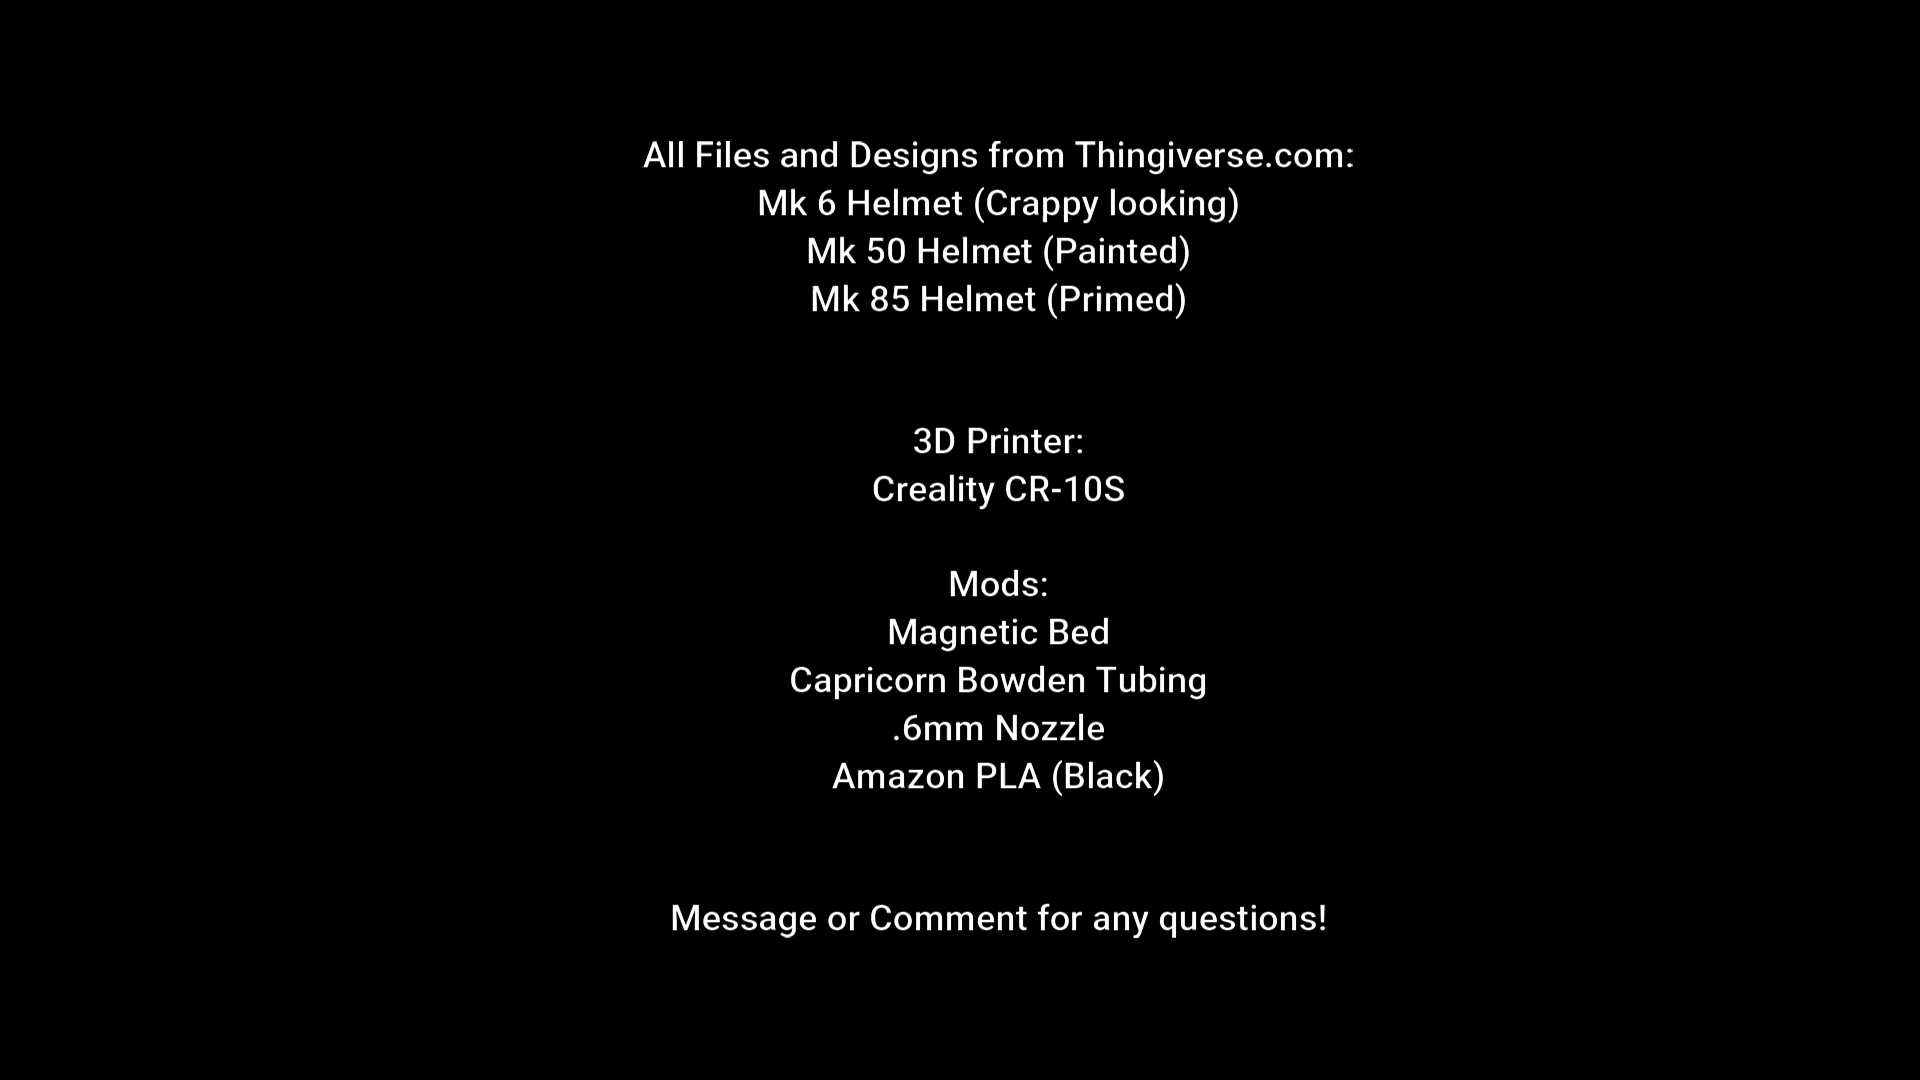 All Files and Designs from Thingiverse.com:
Mk 6 Helmet (Crappy looking)
Mk 50 Helmet (Painted)
Mk 85 Helmet (Primed)
3D Printer:
Creality CR-10S
Mods:
Magnetic Bed
Capricorn Bowden Tubing
.6mm Nozzle
Amazon PLA (Black)
Message or Comment for any questions!